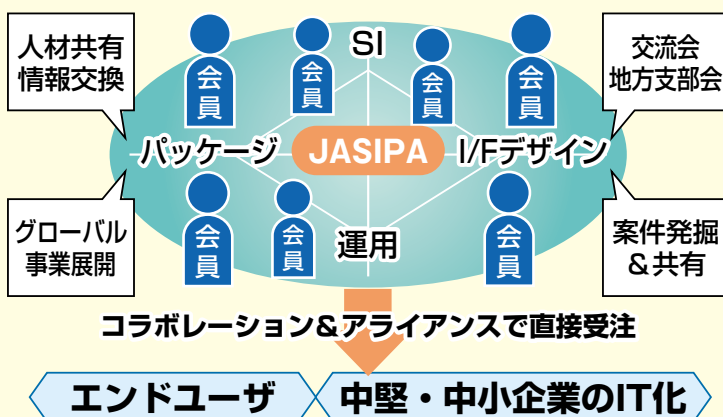 人材共有
情報交換
SI
交流会
地方支部会
会員
会員
会員
会員
パッケージ
JASIPA
I/Fデザイン
グローバル
事業展開
会員
会員
運用
会員
案件発掘
&共有
コラボレーション&アライアンスで直接受注
エンドユーザ
中堅・中小企業のIT化